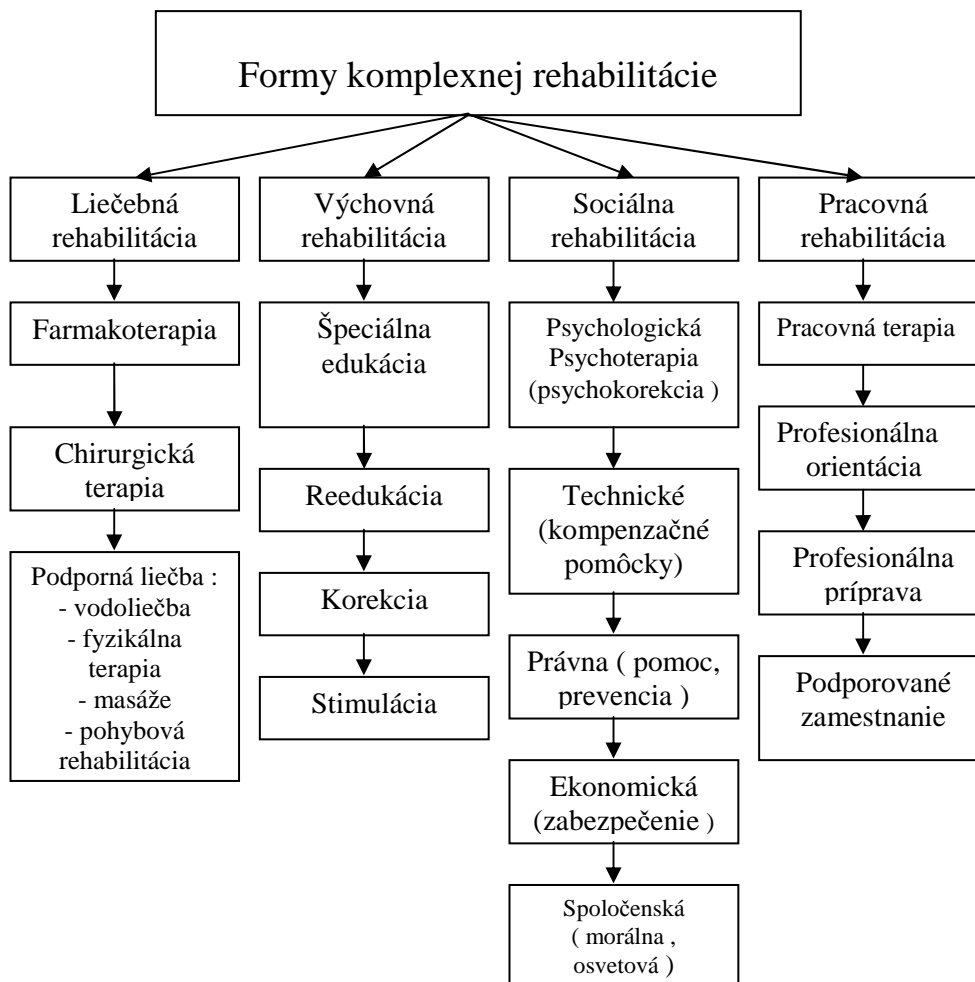 Formy komplexnej rehabilitácie
Liečebná
rehabilitácia
Farmakoterapia
Chirurgická
terapia
Podporná liečba :
- vodoliečba
- fyzikálna
terapia
- masáže
- pohybová
rehabilitácia
Výchovná
rehabilitácia
Špeciálna
edukácia
Reedukácia
Korekcia
Stimulácia
Sociálna
rehabilitácia
Psychologická
Psychoterapia
(psychokorekcia )
Technické
(kompenzačné
pomôcky)
Právna ( pomoc,
prevencia )
Ekonomická
(zabezpečenie )
Spoločenská
( morálna ,
osvetová )
Pracovná
rehabilitácia
Pracovná terapia
Profesionálna
orientácia
Profesionálna
príprava
Podporované
zamestnanie